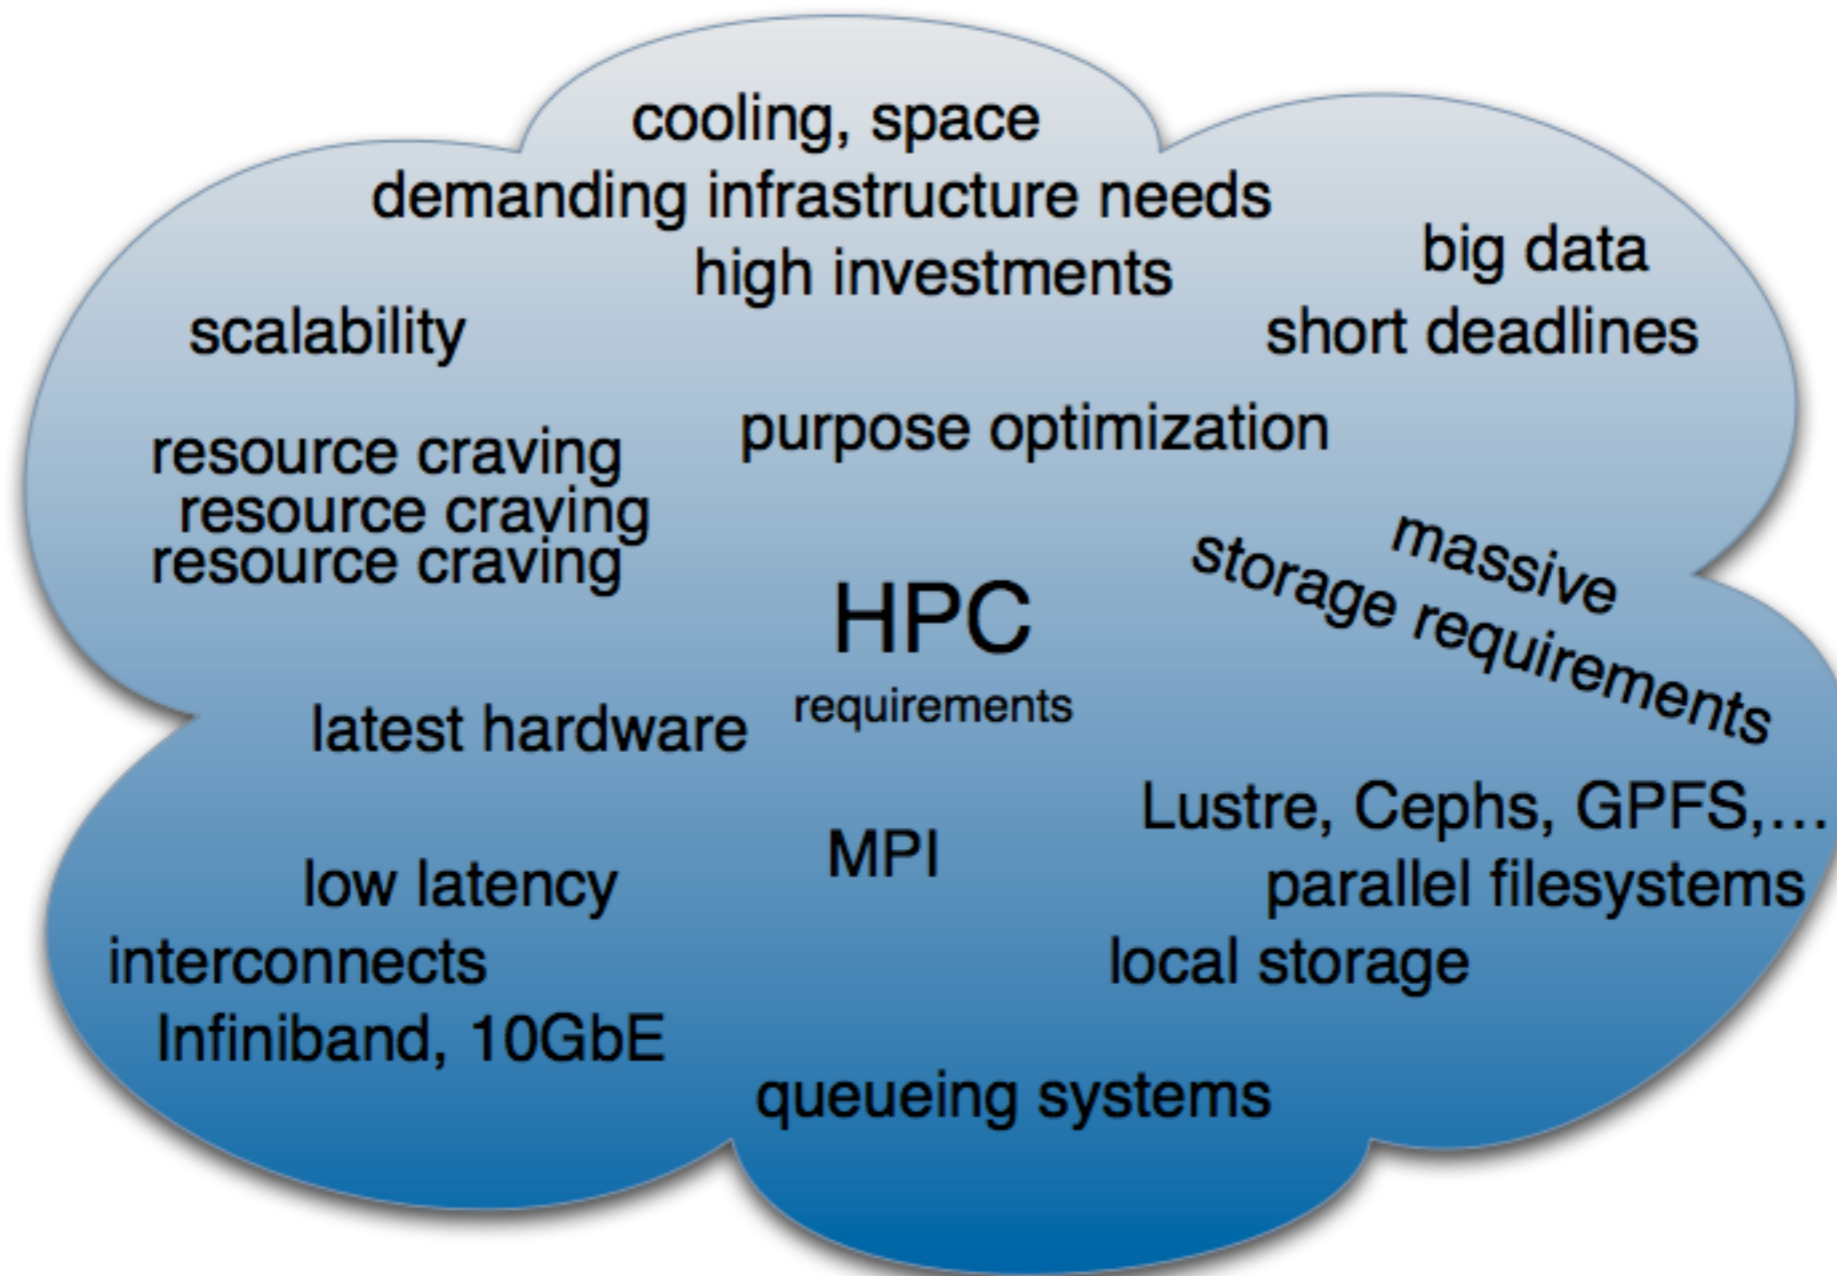 cooling, space
demanding infrastructure needs
high investments
big data
scalability
short deadlines
purpose optimization
resource craving
resource craving
resource craving
massive
storage requirements
HPC
requirements
latest hardware
Lustre, Cephs, GPFS,...
MPI
low latency
parallel filesystems
interconnects
local storage
Infiniband, 10GbE
queueing systems